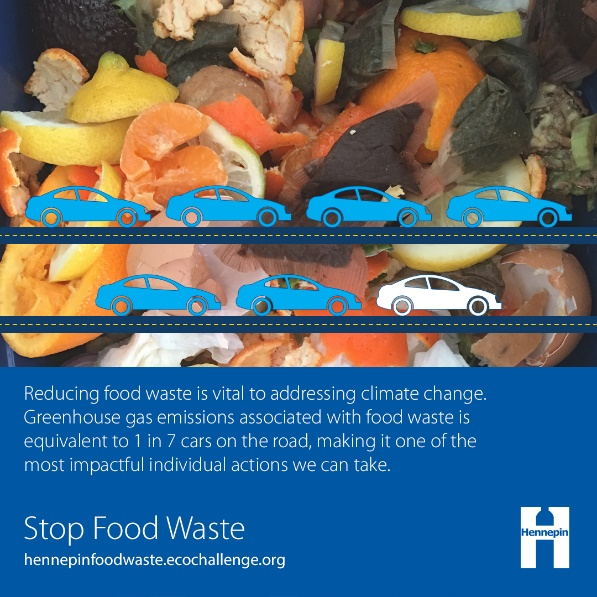 Reducing food waste is vital to addressing climate change.
Greenhouse gas emissions associated with food waste is
equivalent to 1 in 7 cars on the road, making it one of the
most impactful individual actions we can take.
Stop Food Waste
hennepinfoodwaste.ecochallenge.org
Hennepin